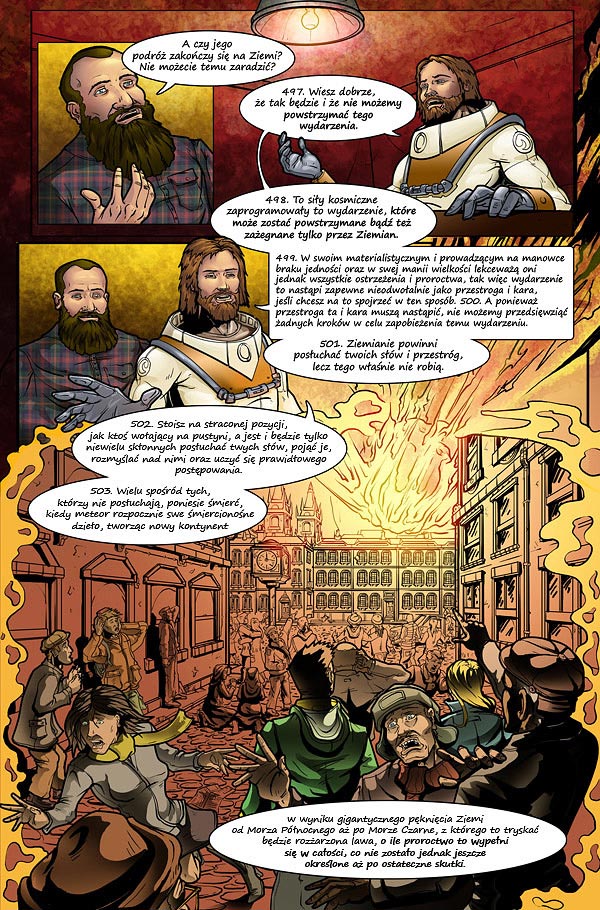 A czy jego
podróż zakończy się na Ziemi?
Nie możecie temu zaradzić?
497. Wiesz dobrze,
że tak będzie i że nie możemy
powstrzymać tego
wydarzenia.
498. To siły kosmiczne
zaprogramowały to wydarzenie, które
może zostać powstrzymane bądź też
zażegnane tylko przez Ziemian.
499. W swoim materialistycznym i prowadzącym na manowce
braku jedności oraz w swej manii wielkości lekceważą oni
jednak wszystkie ostrzeżenia i proroctwa, tak więc wydarzenie
to nastąpi zapewne nieodwołalnie jako przestroga i kara,
jeśli chcesz na to spojrzeć w ten sposób. 500. A ponieważ
przestroga ta i kara muszą nastąpić, nie możemy przedsięwziąć
żadnych kroków w celu zapobieżenia temu wydarzeniu.
501. Ziemianie powinni
posłuchać twoich słów i przestróg,
lecz tego właśnie nie robią.
502. Stoisz na straconej pozycji,
jak ktoś wołający na pustyni, a jest i będzie tylko
niewielu skłonnych posłuchać twych słów, pojąć je,
rozmyślać nad nimi oraz uczyć się prawidłowego
postępowania.
503. Wielu spośród tych,
którzy nie posłuchają, poniesie śmierć,
kiedy meteor rozpocznie swe śmiercionośne
dzieło, tworząc nowy kontynent
w wyniku gigantycznego pęknięcia Ziemi
od Morza Północnego aż po Morze Czarne, z którego to tryskać
będzie rozżarzona lawa, o ile proroctwo to wypełni
się w całości, co nie zostało jednak jeszcze
określone aż po ostateczne skutki.